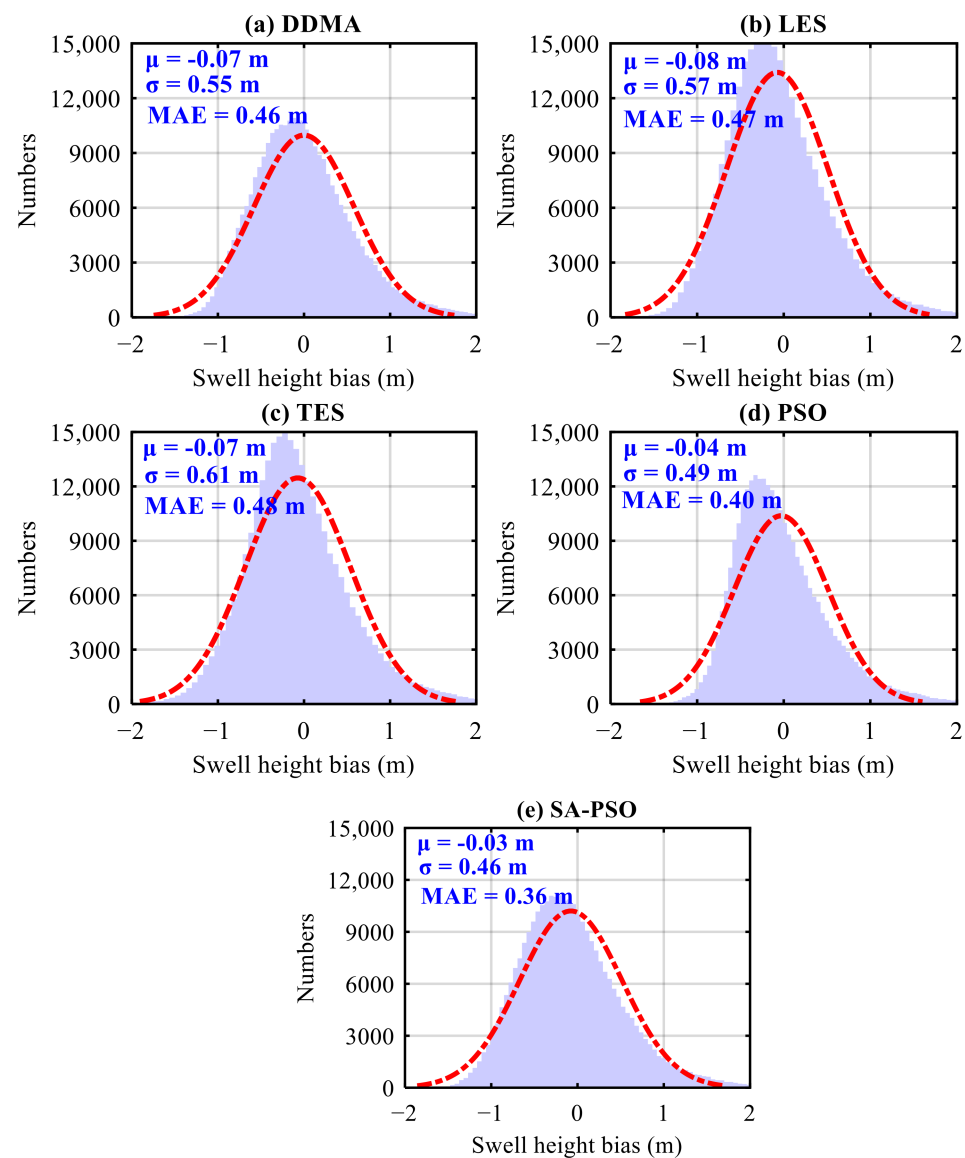 (a) DDMA
15,000
12,000
9000
6000
3000
0
Numbers
μ = -0.07 m
σ = 0.55 m
MAE = 0.46 m
−2 −1 0 1 2
Swell height bias (m)
(b) LES
15,000
12,000
9000
6000
3000
0
Numbers
μ = -0.08 m
σ = 0.57 m
MAE = 0.47 m
−2 −1 0 1 2
Swell height bias (m)
(c) TES
15,000
12,000
9000
6000
3000
0
Numbers
μ = -0.07 m
σ = 0.61 m
MAE = 0.48 m
−2 −1 0 1 2
Swell height bias (m)
(d) PSO
15,000
12,000
9000
6000
3000
0
Numbers
μ = -0.04 m
σ = 0.49 m
MAE = 0.40 m
−2 −1 0 1 2
Swell height bias (m)
(e) SA-PSO
15,000
12,000
9000
6000
3000
0
Numbers
μ = -0.03 m
σ = 0.46 m
MAE = 0.36 m
−2 −1 0 1 2
Swell height bias (m)